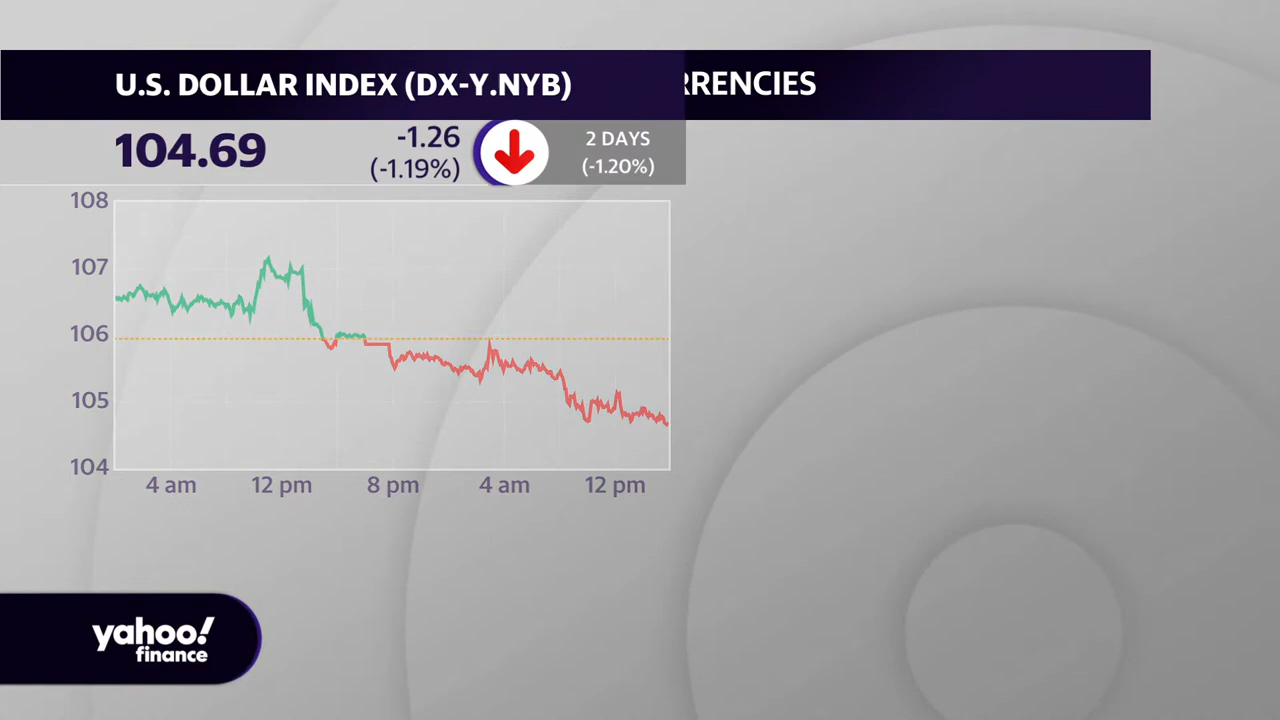 U.S. DOLLAR INDEX (DX-Y.NYB)
RRENCIES
104.69
-1.26
(-1.19%)
2 DAYS
(-1.20%)
108
107
106
105
104
4 am
12 pm
8 pm
4 am
12 pm
yahoo!
finance